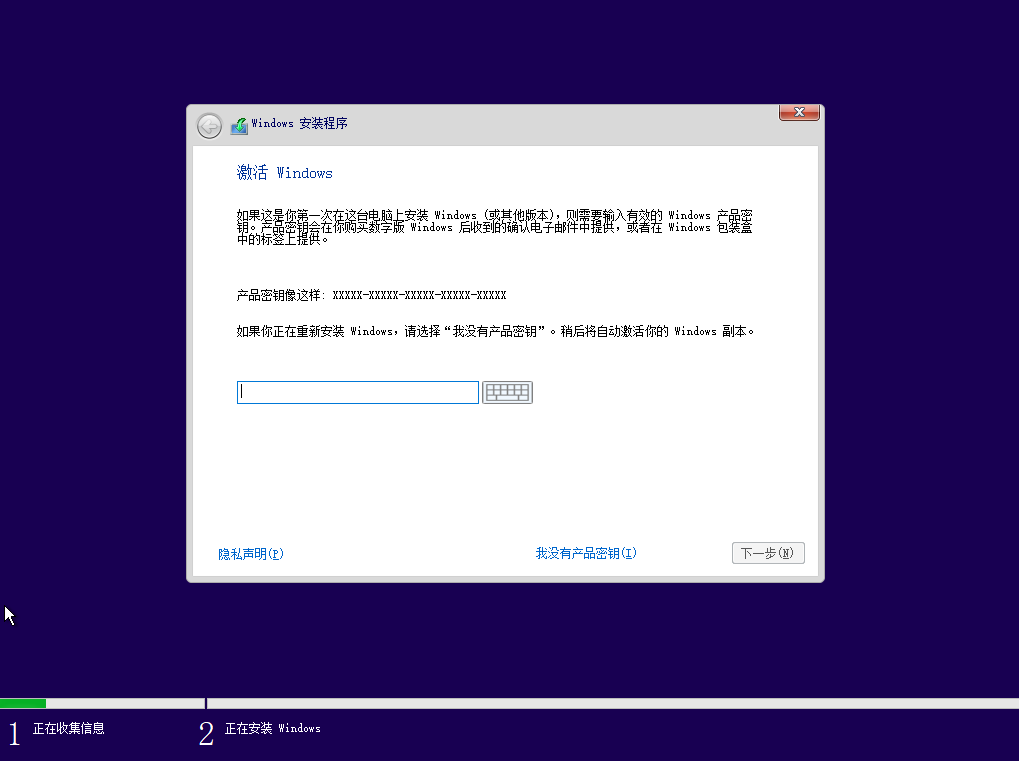 Windows 安装程序
激活 Windows
如果这是你第一次在这台电脑上安装 Windows (或其他版本)，则需要输入有效的 Windows 产品密
钥。产品密钥会在你购买数字版 Windows 后收到的确认电子邮件中提供，或者在 Windows 包装盒
中的标签上提供。
产品密钥像这样: XXXXX-XXXXX-XXXXX-XXXXX-XXXXX
如果你正在重新安装 Windows，请选择“我没有产品密钥”。稍后将自动激活你的 Windows 副本。
隐私声明(P)
我没有产品密钥(I)
下一步(N)
1 正在收集信息
2 正在安装 Windows